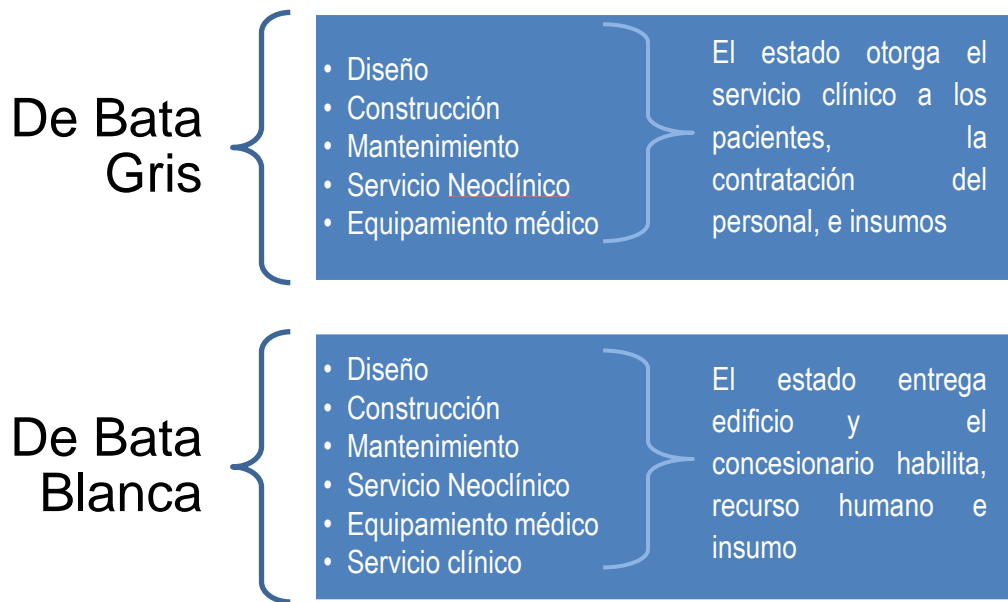 De Bata
Gris
• Diseño
• Construcción
• Mantenimiento
• Servicio Neoclínico
• Equipamiento médico
El estado otorga el
servicio clínico a los
pacientes, la
contratación del
personal, e insumos
De Bata
Blanca
• Diseño
• Construcción
• Mantenimiento
• Servicio Neoclínico
• Equipamiento médico
• Servicio clínico
El estado entrega
edificio y el
concesionario habilita,
recurso humano e
insumo